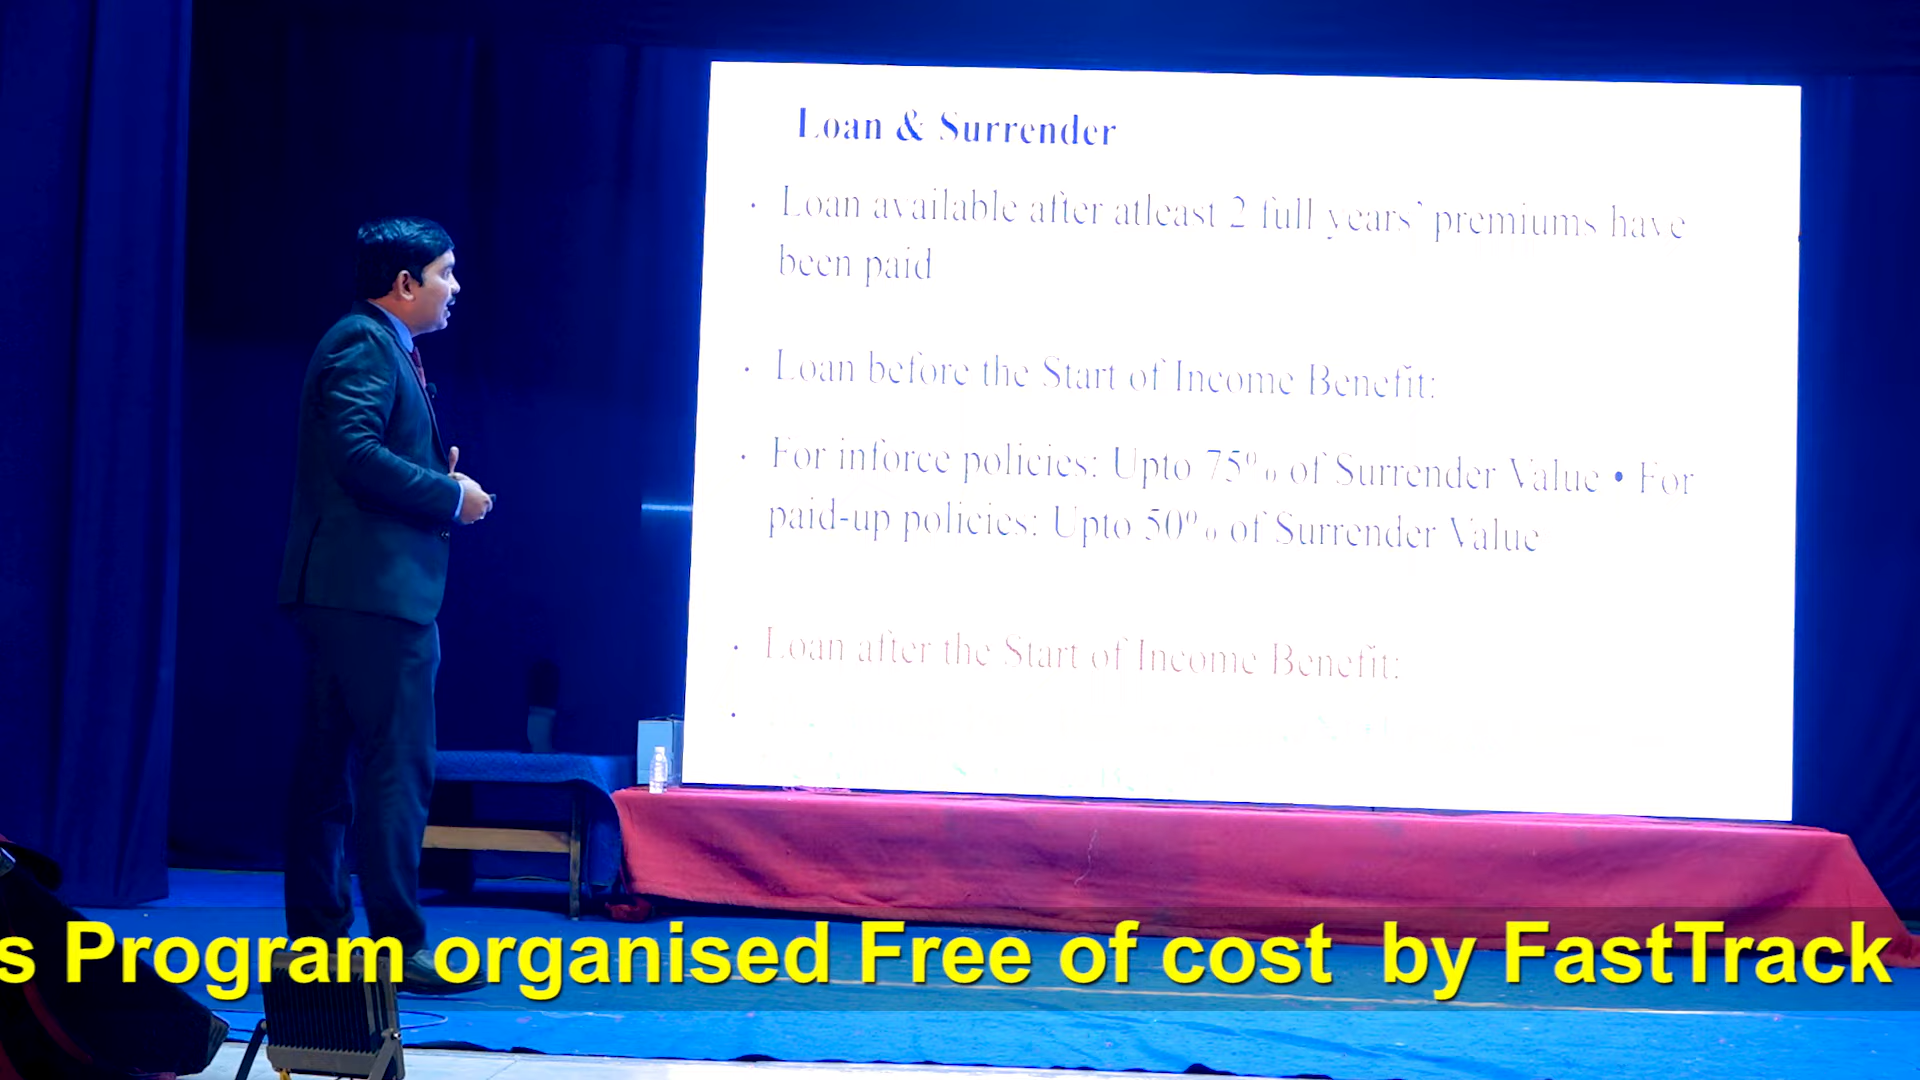 Loan & Surrender
• Loan available after atleast 2 full years' premiums have
been paid
• Loan before the Start of Income Benefit:
• For inforce policies: Upto 75% of Surrender Value • For
paid-up policies: Upto 50% of Surrender Value
• Loan after the Start of Income Benefit:
•
s Program organised Free of cost by FastTrack